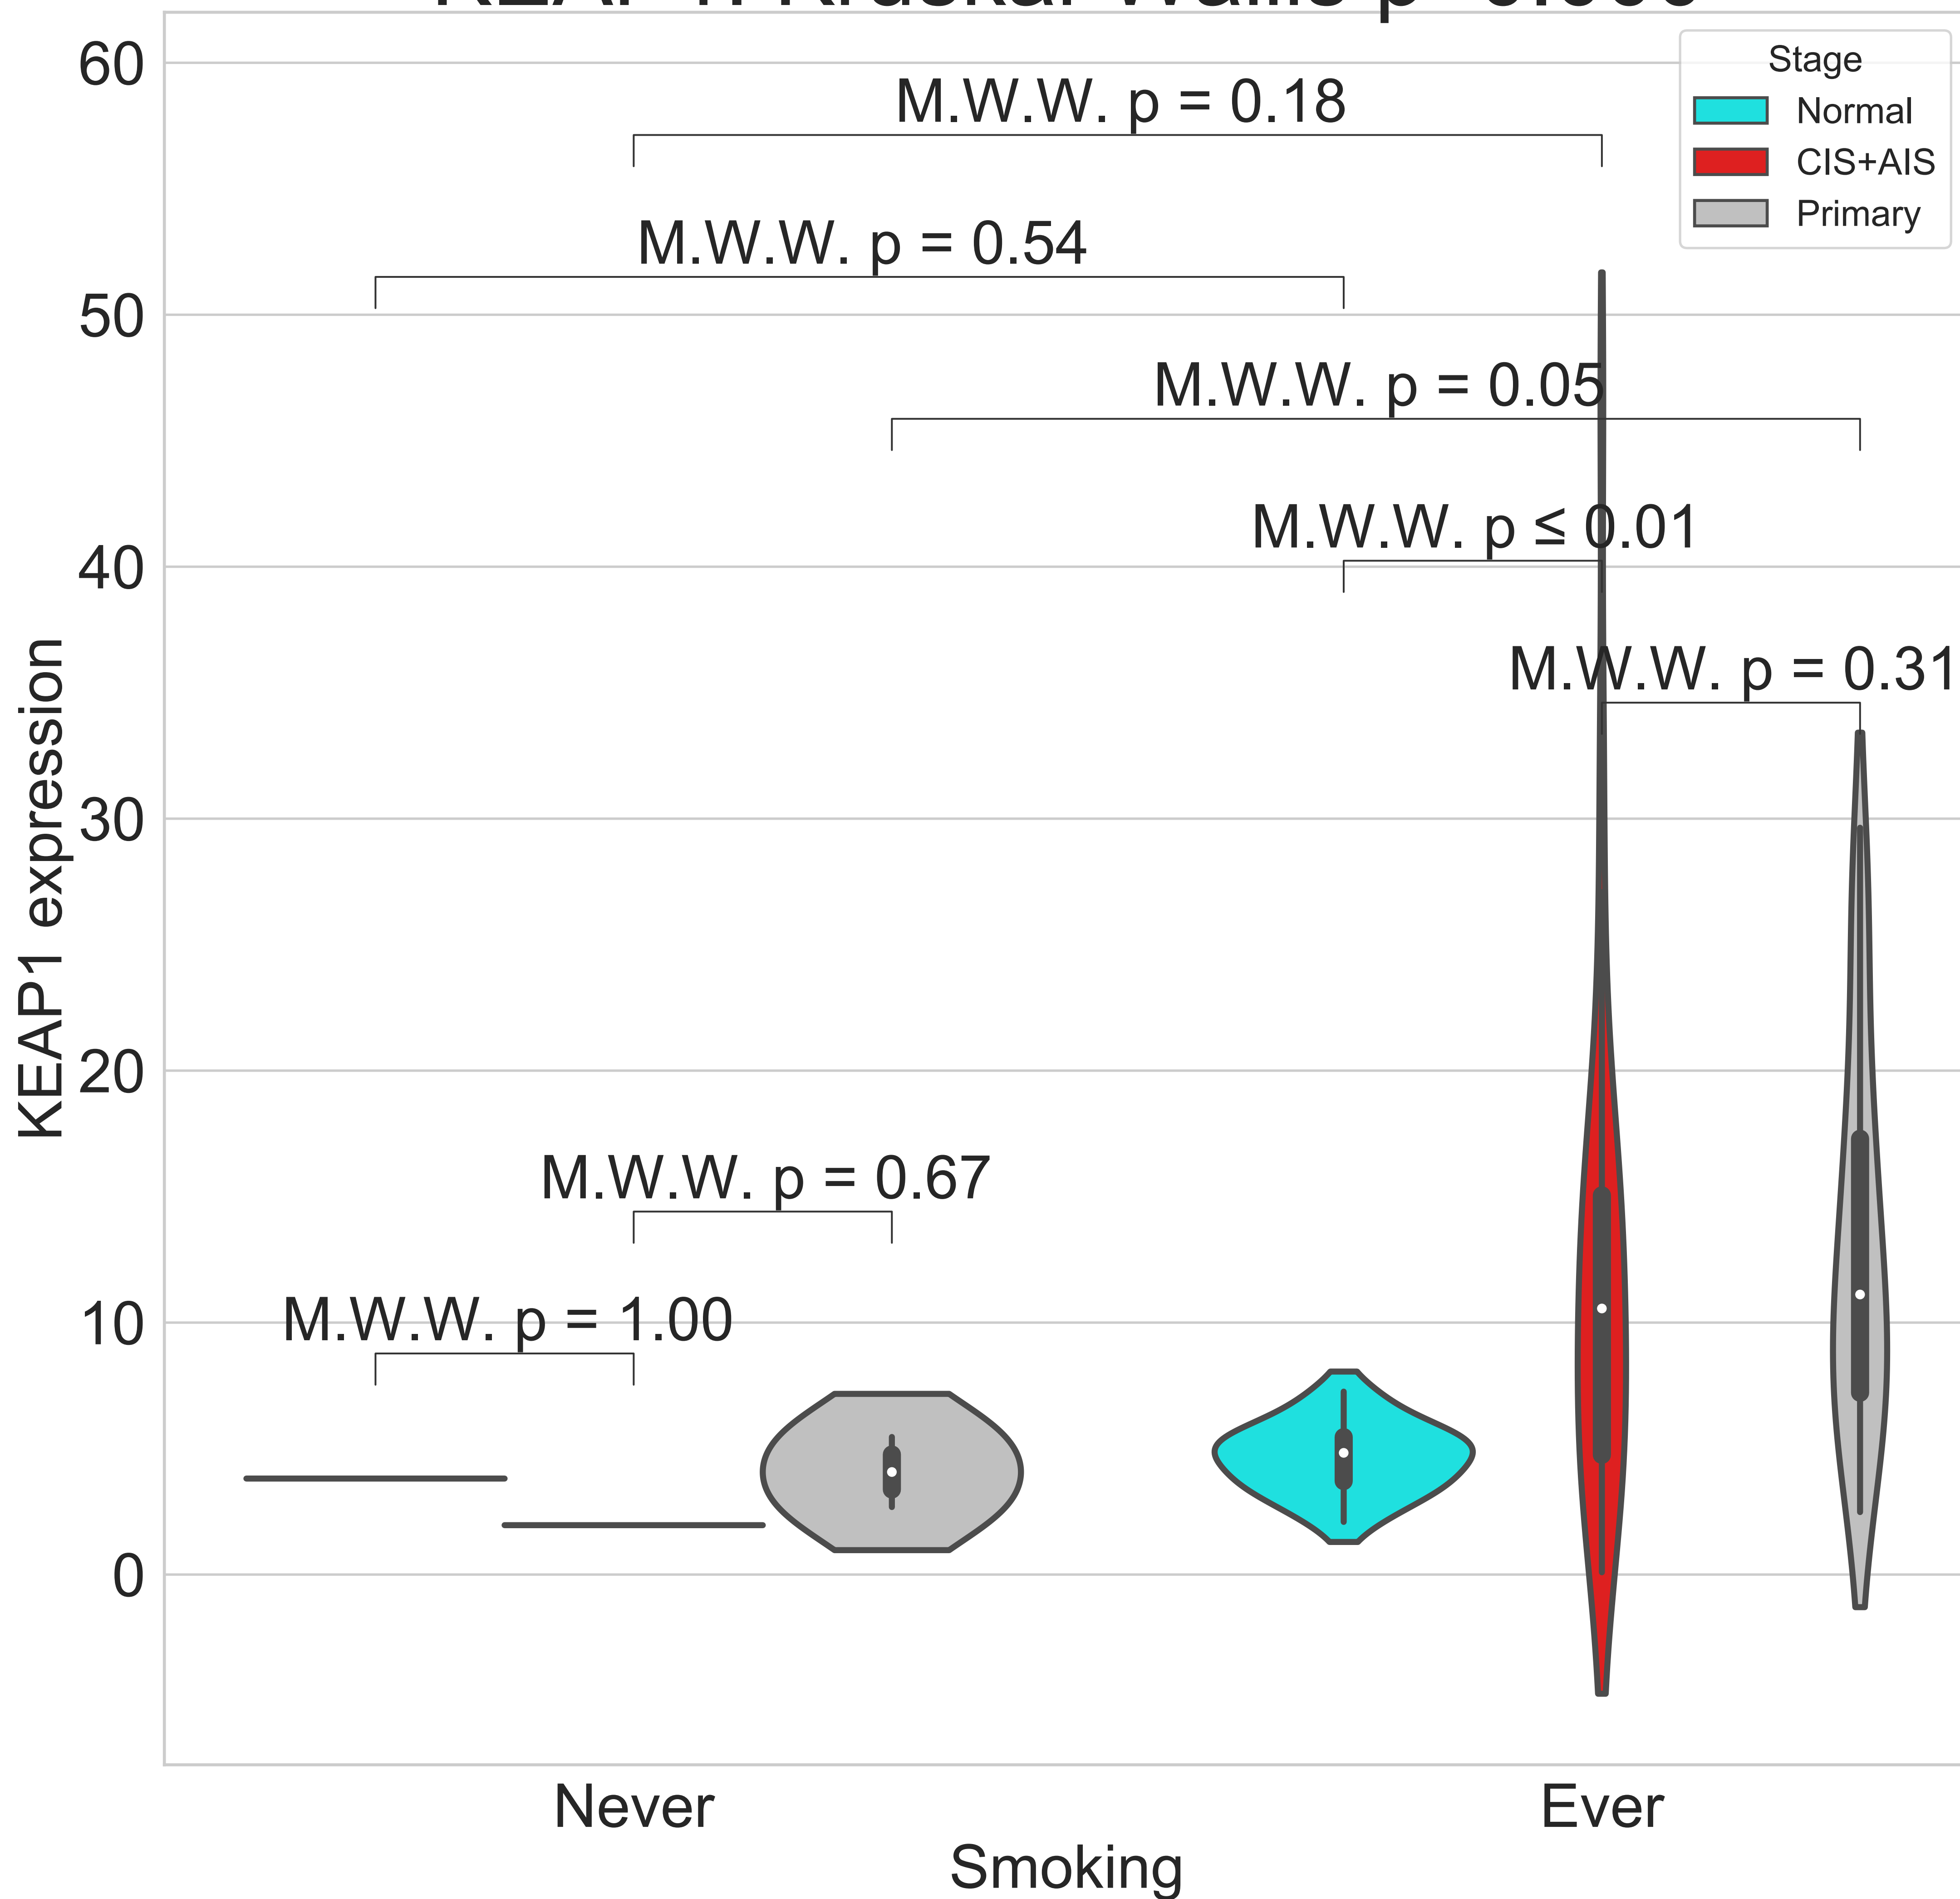 60
50
40
30
20
10
0
KEAP1 expression
Stage
Normal
CIS+AIS
Primary
M.W.W. p = 0.18
M.W.W. p = 0.54
M.W.W. p = 0.05
M.W.W. p ≤ 0.01
M.W.W. p = 0.31
M.W.W. p = 0.67
M.W.W. p = 1.00
Never
Ever
Smoking